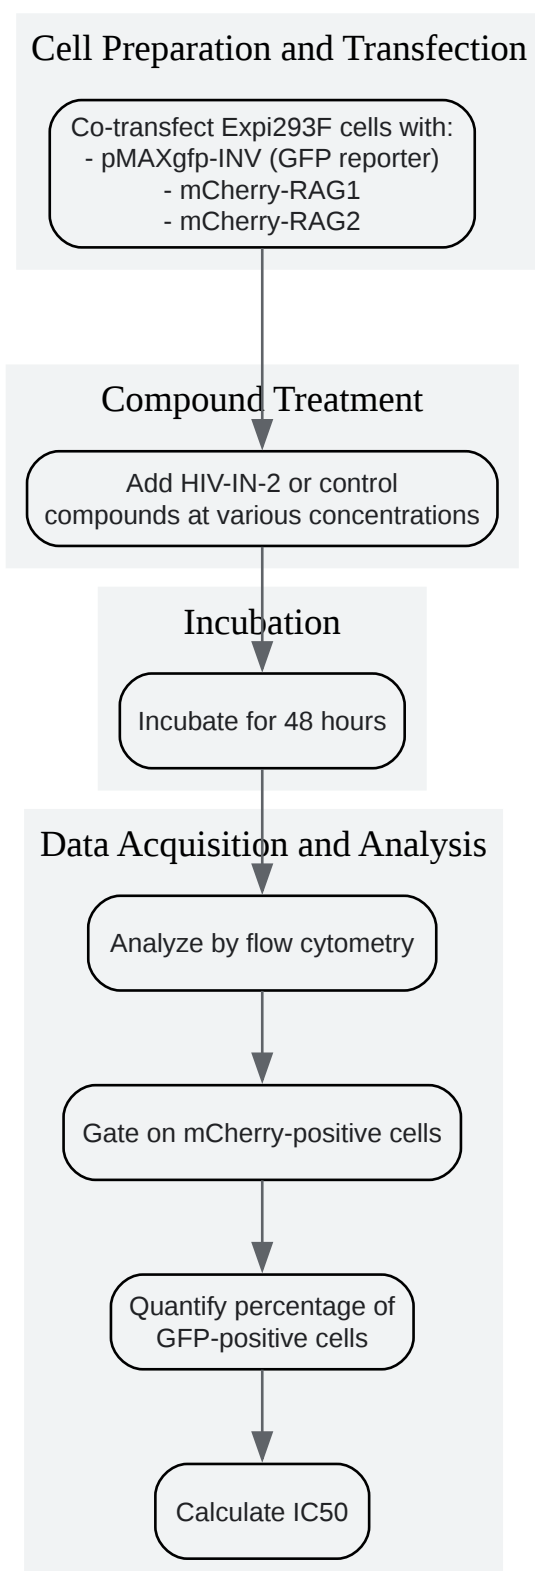 Cell Preparation and Transfection
Co-transfect Expi293F cells with:
- pMAXgfp-INV (GFP reporter)
- mCherry-RAG1
- mCherry-RAG2
Compound Treatment
Add HIV-IN-2 or control
compounds at various concentrations
Incubation
Incubate for 48 hours
Data Acquisition and Analysis
Analyze by flow cytometry
Gate on mCherry-positive cells
Quantify percentage of
GFP-positive cells
Calculate IC50